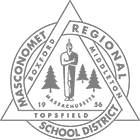 MASCONOMET
REGIONAL
SCHOOL DISTRICT
BOXFORD
MIDDLETON
TOPSFIELD
MASSACHUSETTS
19 56